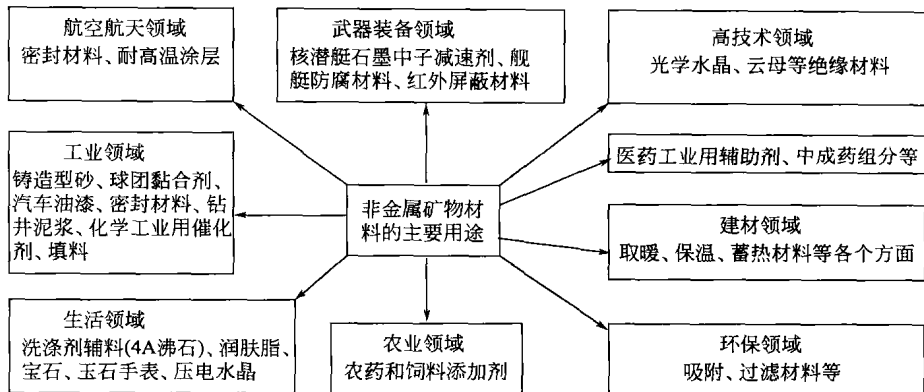 航空航天领域
密封材料、耐高温涂层
武器装备领域
核潜艇石墨中子减速剂、舰
艇防腐材料、红外屏蔽材料
高技术领域
光学水晶、云母等绝缘材料
工业领域
铸造型砂、球团黏合剂、
汽车油漆、密封材料、钻
井泥浆、化学工业用催化
剂、填料
非金属矿物材
料的主要用途
医药工业用辅助剂、中成药组分等
建材领域
取暖、保温、蓄热材料等各个方面
生活领域
洗涤剂辅料(4A沸石)、润肤脂、
宝石、玉石手表、压电水晶
农业领域
农药和饲料添加剂
环保领域
吸附、过滤材料等